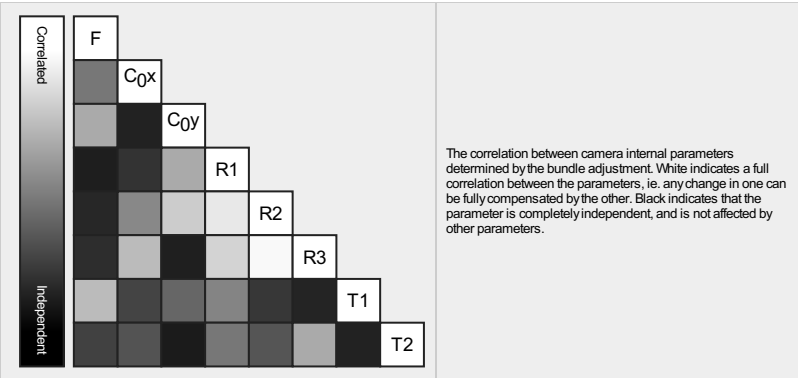 Correlated
Independent
F
C0x
C0y
R1
R2
R3
T1
T2
The correlation between camera internal parameters
determined by the bundle adjustment. White indicates a full
correlation between the parameters, ie. any change in one can
be fully compensated by the other. Black indicates that the
parameter is completely independent, and is not affected by
other parameters.